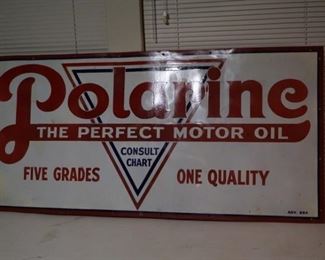 Polarine
THE PERFECT MOTOR OIL
CONSULT
CHART
FIVE GRADES ONE QUALITY